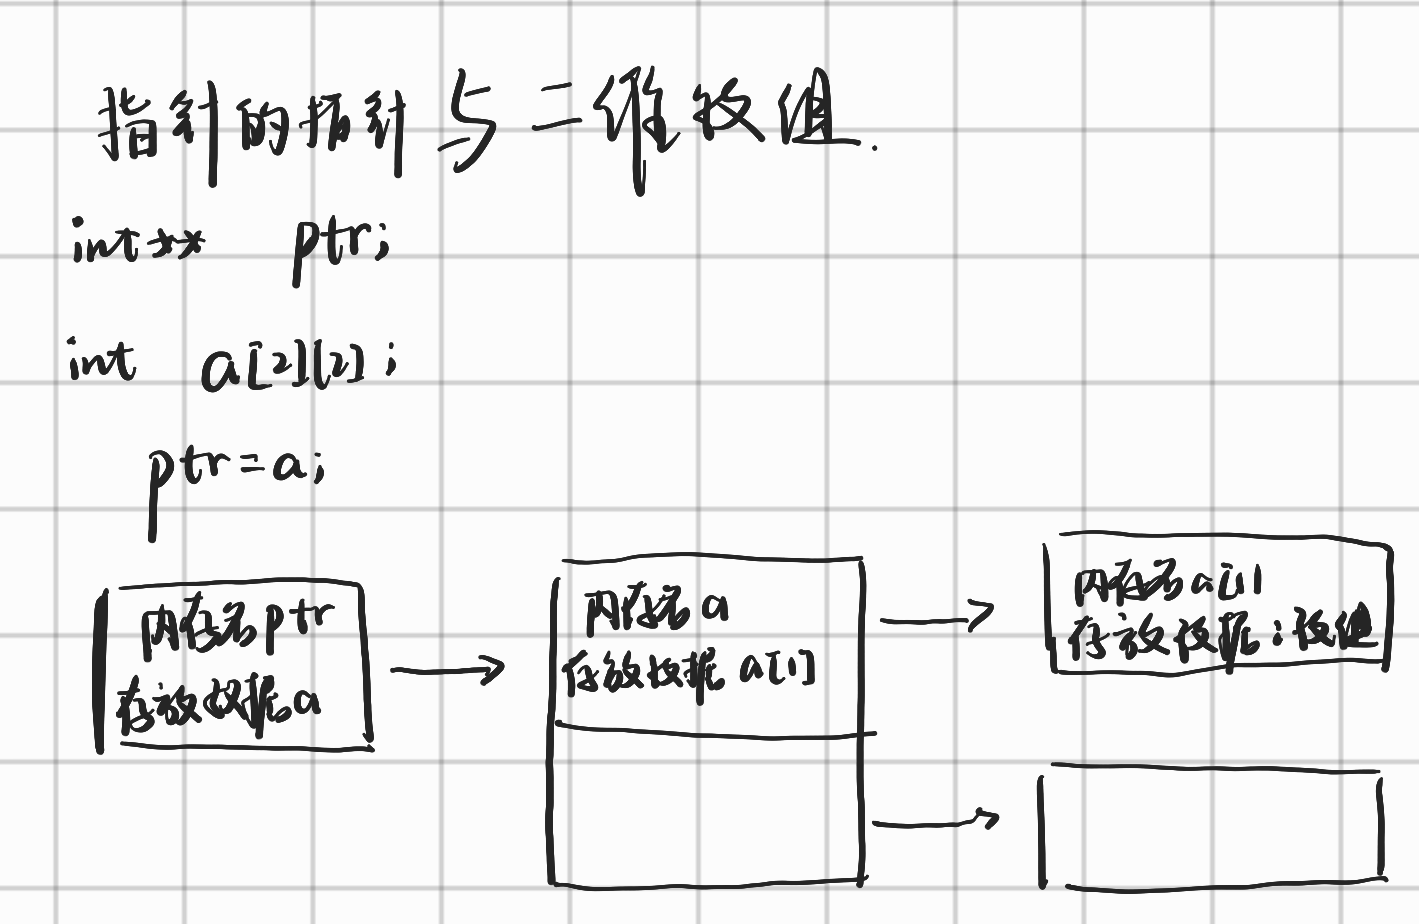 指针的指针与二维数组.
int** ptr;
int a[2][2];
ptr=a;
内存名ptr
存放数据a
内存名a
存放数据a[1]
内存名a[1]
存放数据:数值